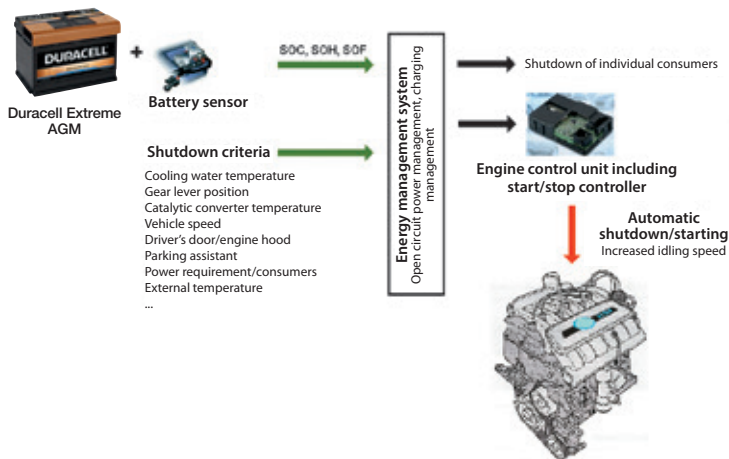 DURACELL
+
Duracell Extreme
AGM
Battery sensor
SOC, SOH, SOF
Shutdown criteria
Cooling water temperature
Gear lever position
Catalytic converter temperature
Vehicle speed
Driver's door/engine hood
Parking assistant
Power requirement/consumers
External temperature
...
Energy management system
Open circuit power management, charging
management
Shutdown of individual consumers
Engine control unit including
start/stop controller
Automatic
shutdown/starting
Increased idling speed